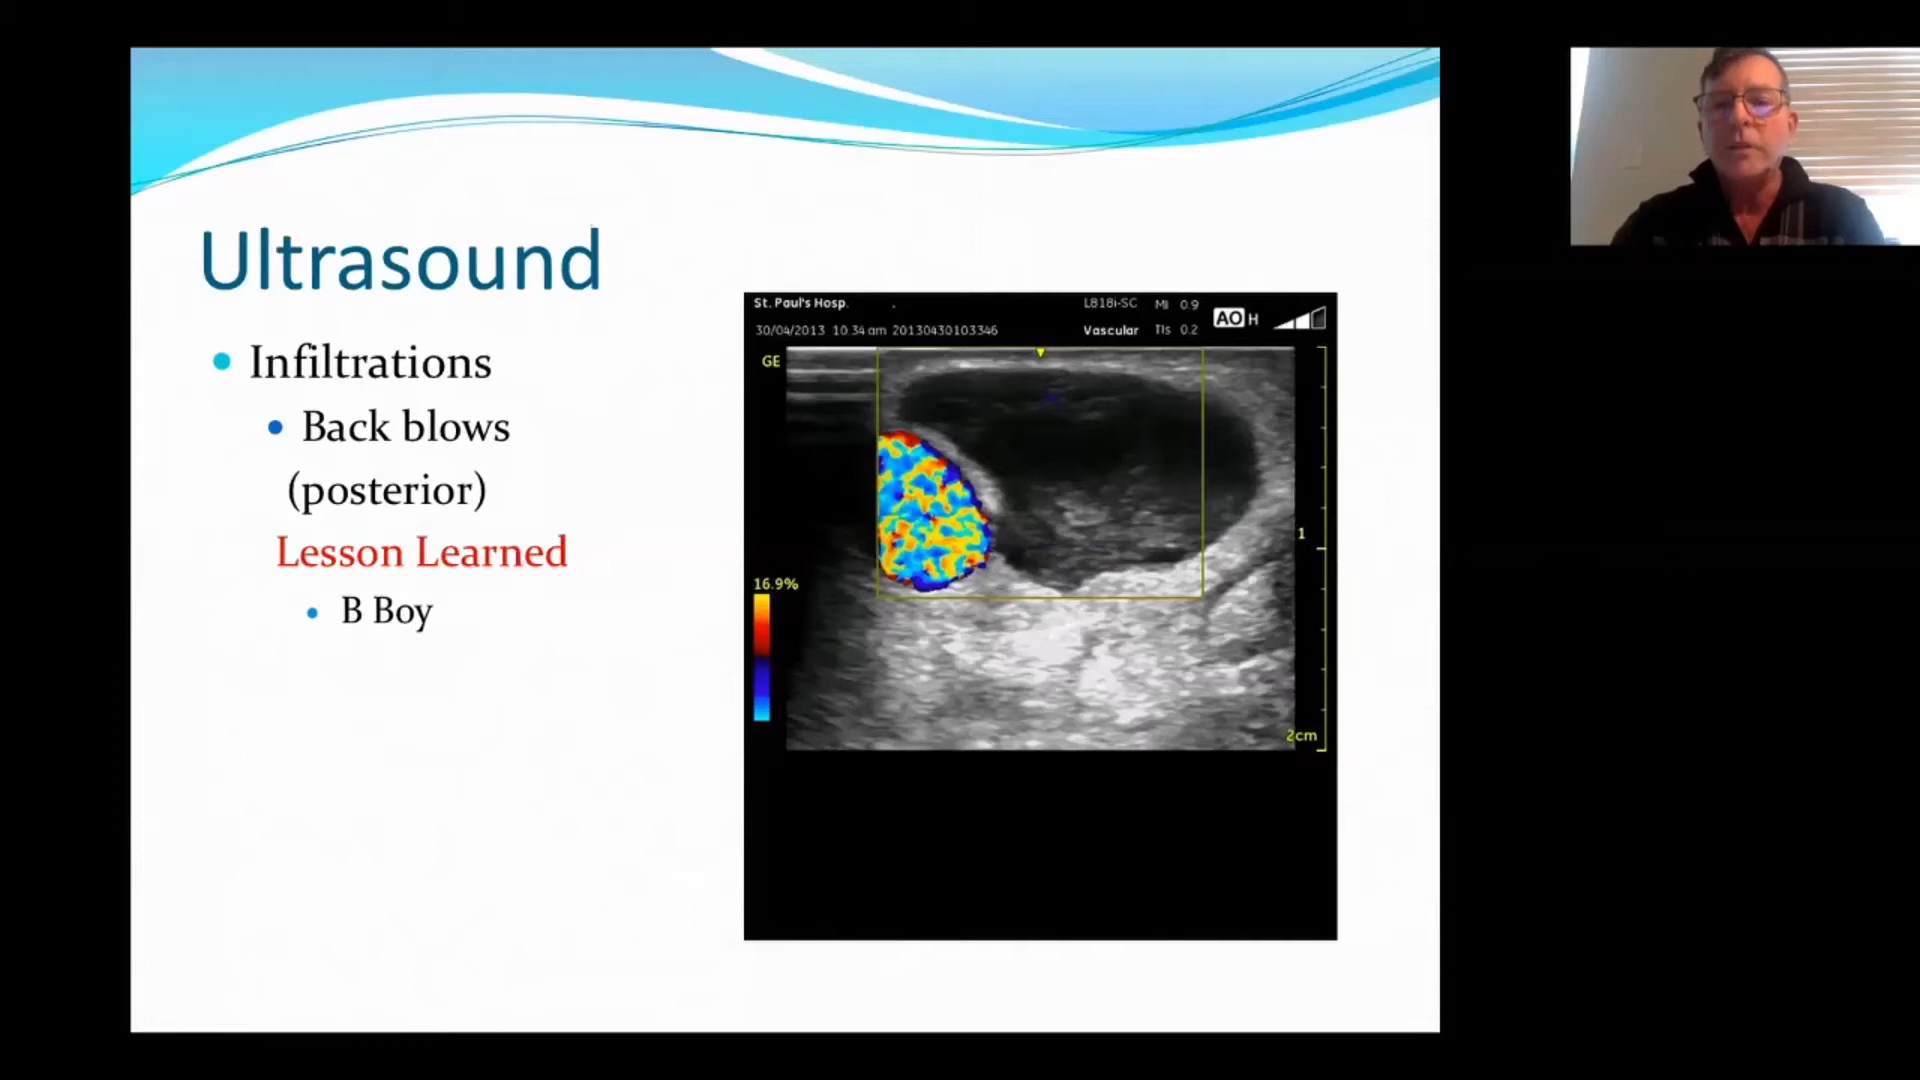 Ultrasound
Infiltrations
Back blows
(posterior)
Lesson Learned
B Boy
St. Paul's Hosp.
L818i-SC MI 0.9
AO H
30/04/2013 10:34 am 20130430103346
Vascular TIs 0.2
GE
1
16.9%
2cm